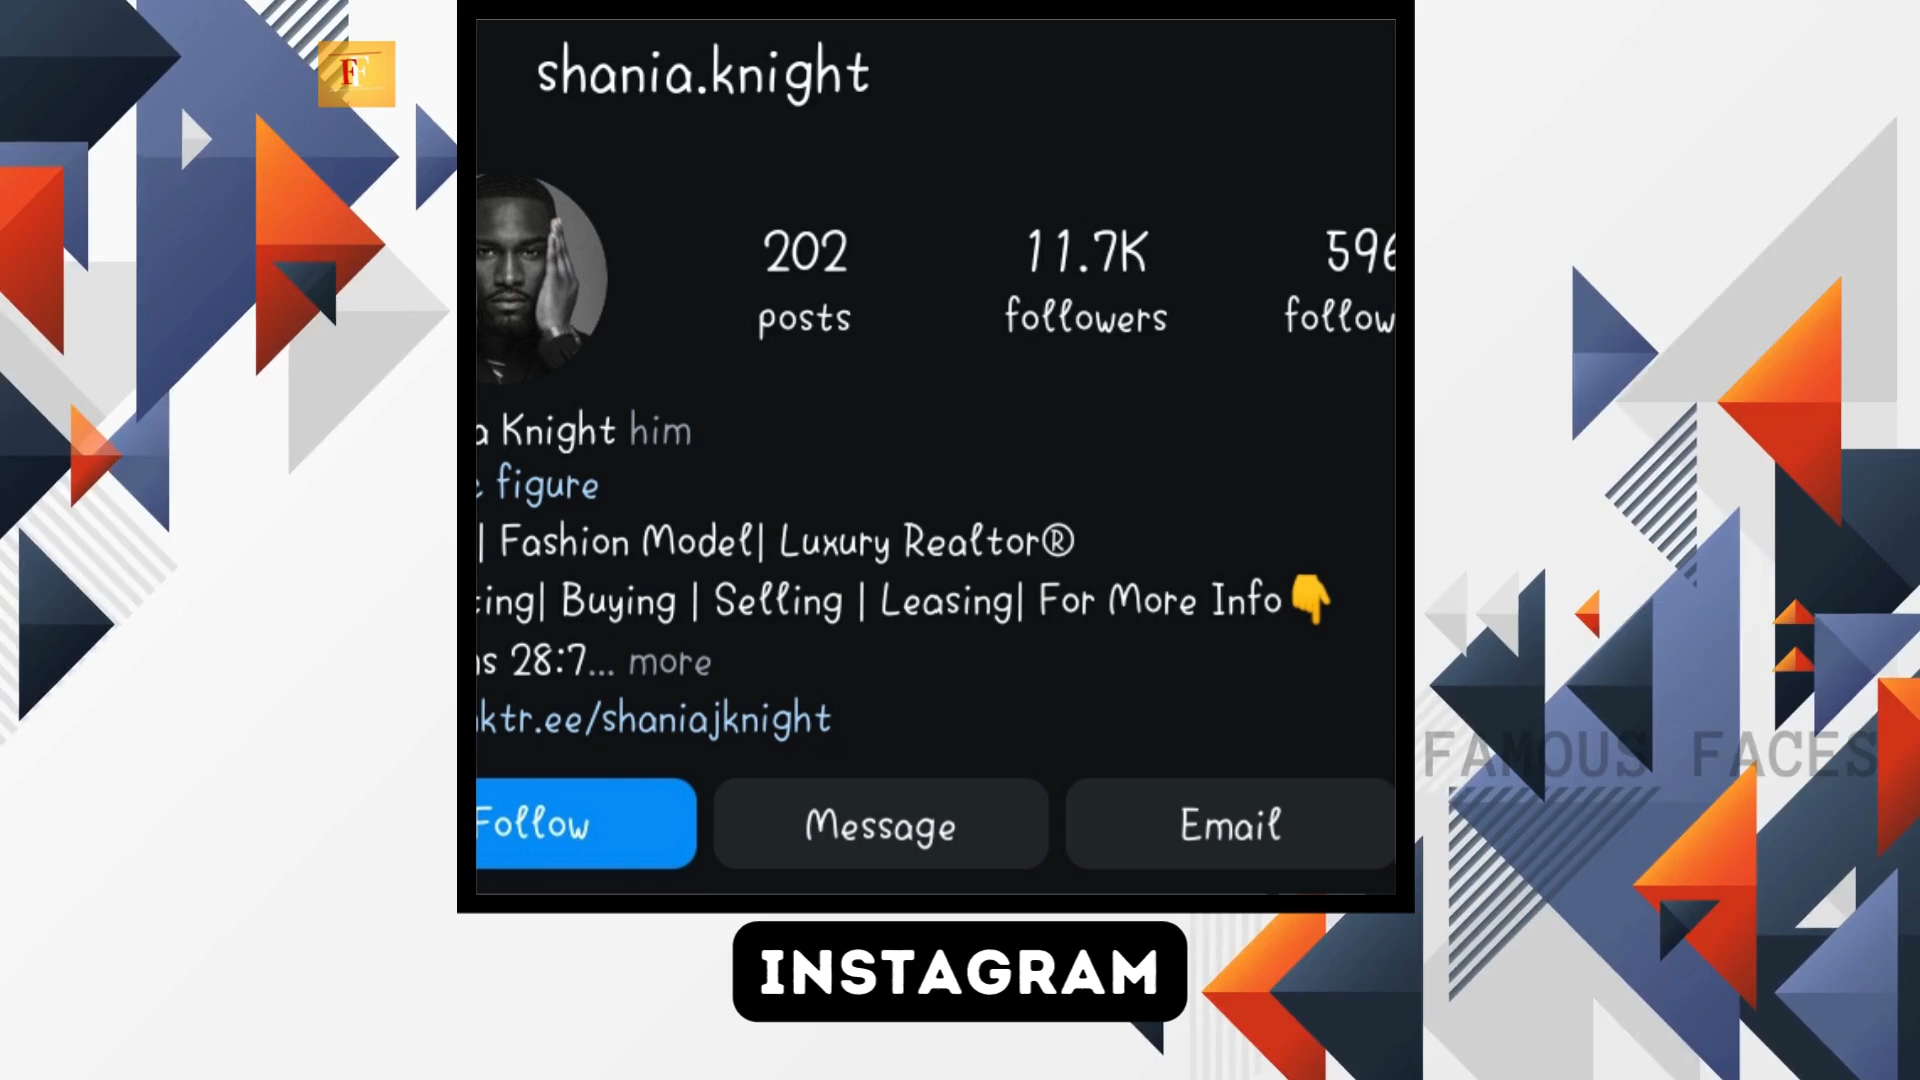 FF
shania.knight
202
11.7K
596
posts
followers
follow
a Knight him
figure
| Fashion Model| Luxury Realtor®
ing| Buying | Selling | Leasing| For More Info👇
s 28:7... more
ktr.ee/shaniajknight
Follow
Message
Email
FAMOUS FACES
INSTAGRAM